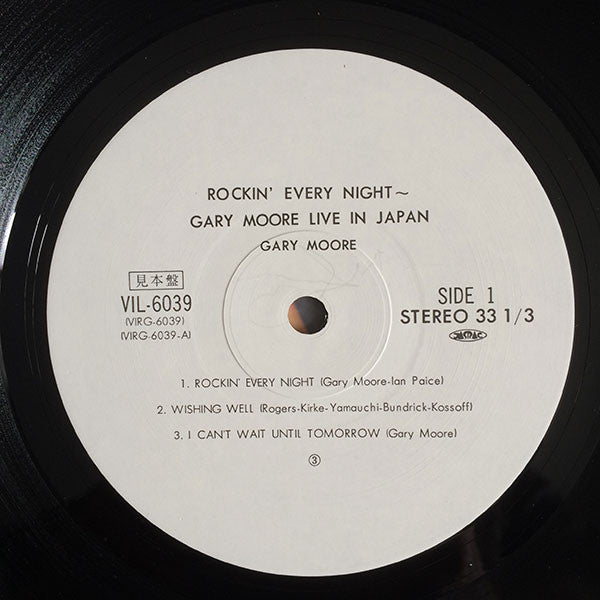 ROCKIN' EVERY NIGHT~
GARY MOORE LIVE IN JAPAN
GARY MOORE
見本盤
VIL-6039
(VIRG-6039)
(VIRG-6039-A)
SIDE 1
STEREO 33 1/3
JASRAC
1. ROCKIN' EVERY NIGHT (Gary Moore-Ian Paice)
2. WISHING WELL (Rogers-Kirke-Yamauchi-Bundrick-Kossoff)
3. I CAN'T WAIT UNTIL TOMORROW (Gary Moore)
③